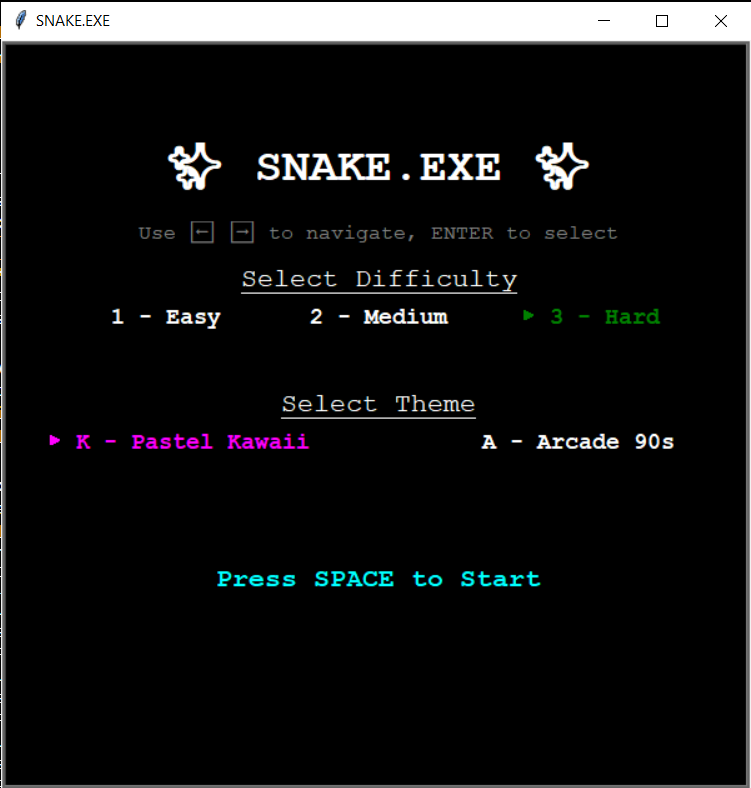 SNAKE.EXE
✨ SNAKE.EXE ✨
Use ← → to navigate, ENTER to select
Select Difficulty
1 - Easy 2 - Medium ▶ 3 - Hard
Select Theme
▶ K - Pastel Kawaii A - Arcade 90s
Press SPACE to Start